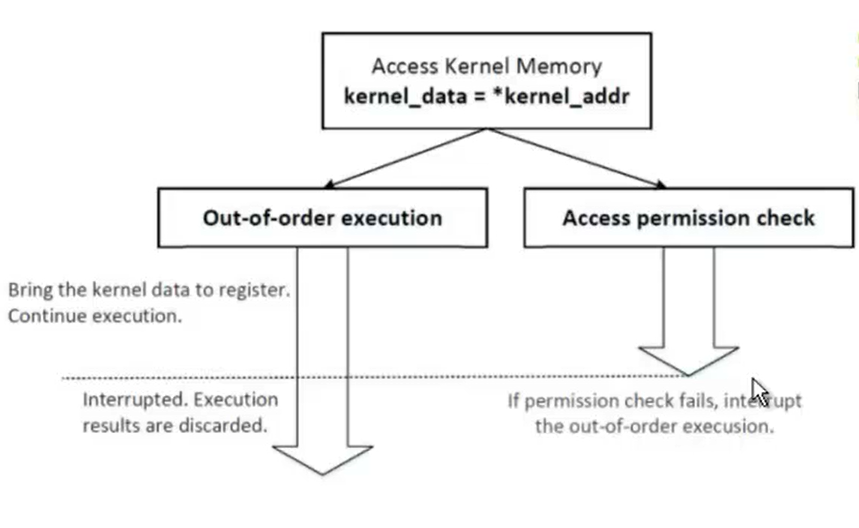 Access Kernel Memory
kernel_data = *kernel_addr
Out-of-order execution
Access permission check
Bring the kernel data to register.
Continue execution.
Interrupted. Execution
results are discarded.
If permission check fails, interrupt
the out-of-order execusion.